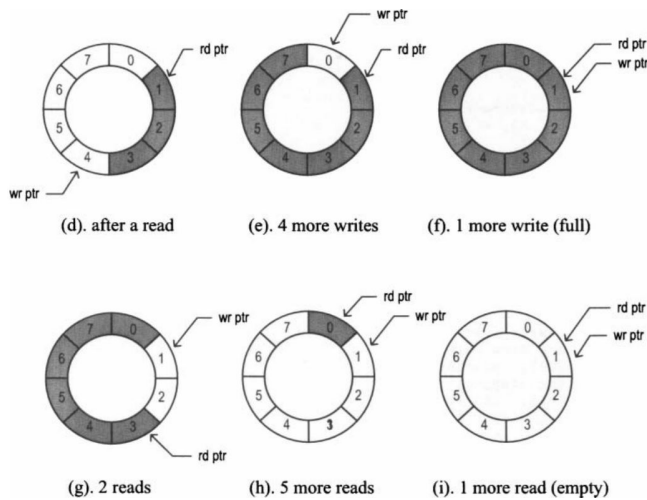 wr ptr
rd ptr
rd ptr
7 0 7 0 7 0
rd ptr
wr ptr
6 1 6 1 6 1
5 2 5 2 5 2
4 3 4 3 4 3
wr ptr
(d). after a read (e). 4 more writes (f). 1 more write (full)
rd ptr
wr ptr
wr ptr
rd ptr
wr ptr
7 0 7 0 7 0
6 1 6 1 6 1
5 2 5 2 5 2
4 3 4 3 4 3
rd ptr
(g). 2 reads (h). 5 more reads (i). 1 more read (empty)